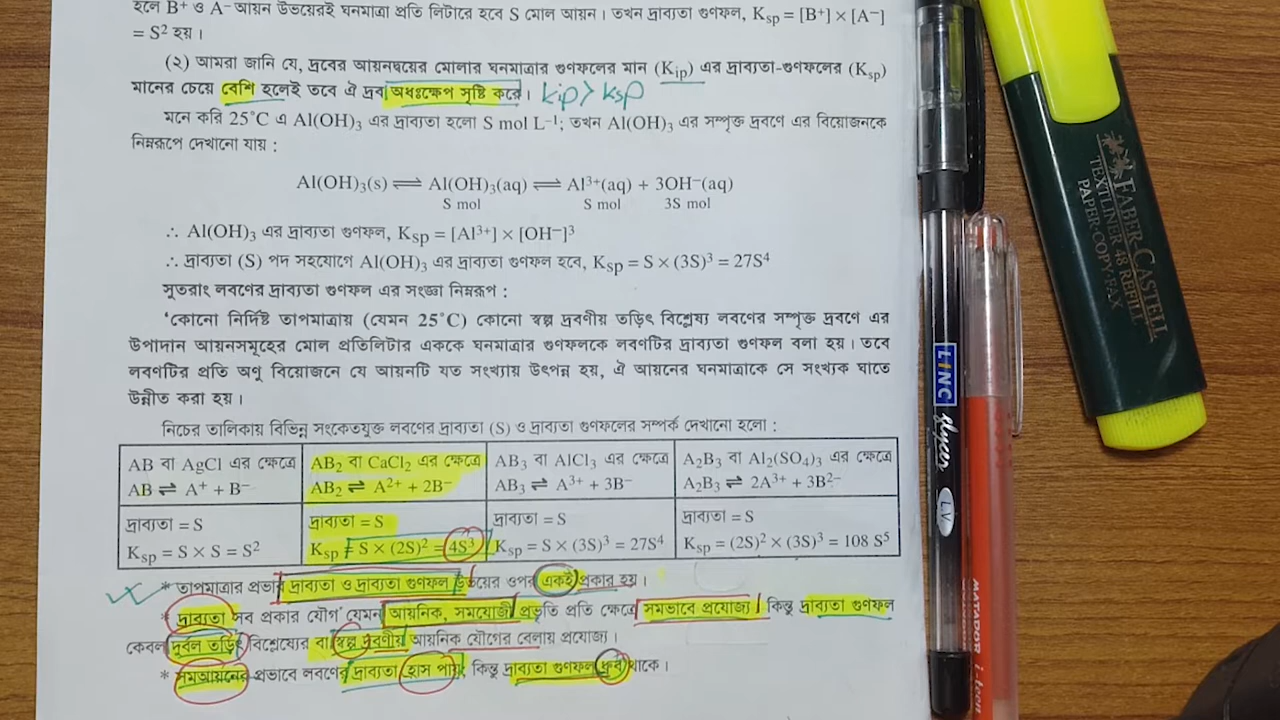 হলে B⁺ ও A⁻ আয়ন উভয়েরই ঘনমাত্রা প্রতি লিটারে হবে S মোল আয়ন। তখন দ্রাব্যতা গুণফল, Ksp = [B⁺] × [A⁻]
= S² হয়।
(২) আমরা জানি যে, দ্রবের আয়নদ্বয়ের মোলার ঘনমাত্রার গুণফলের মান (Kip) এর দ্রাব্যতা-গুণফলের (Ksp)
মানের চেয়ে বেশি হলেই তবে ঐ দ্রব অধঃক্ষেপ সৃষ্টি করে। kip > ksp
মনে করি 25°C এ Al(OH)₃ এর দ্রাব্যতা হলো S mol L⁻¹; তখন Al(OH)₃ এর সম্পৃক্ত দ্রবণে এর বিয়োজনকে
নিম্নরূপে দেখানো যায় :
Al(OH)₃(s) ⇌ Al(OH)₃(aq) ⇌ Al³⁺(aq) + 3OH⁻(aq)
S mol S mol 3S mol
∴ Al(OH)₃ এর দ্রাব্যতা গুণফল, Ksp = [Al³⁺] × [OH⁻]³
∴ দ্রাব্যতা (S) পদ সহযোগে Al(OH)₃ এর দ্রাব্যতা গুণফল হবে, Ksp = S × (3S)³ = 27S⁴
সুতরাং লবণের দ্রাব্যতা গুণফল এর সংজ্ঞা নিম্নরূপ :
‘কোনো নির্দিষ্ট তাপমাত্রায় (যেমন 25°C) কোনো স্বল্প দ্রবণীয় তড়িৎ বিশ্লেষ্য লবণের সম্পৃক্ত দ্রবণে এর
উপাদান আয়নসমূহের মোল প্রতিলিটার এককে ঘনমাত্রার গুণফলকে লবণটির দ্রাব্যতা গুণফল বলা হয়। তবে
লবণটির প্রতি অণু বিয়োজনে যে আয়নটি যত সংখ্যায় উৎপন্ন হয়, ঐ আয়নের ঘনমাত্রাকে সে সংখ্যক ঘাতে
উন্নীত করা হয়।
নিচের তালিকায় বিভিন্ন সংকেতযুক্ত লবণের দ্রাব্যতা (S) ও দ্রাব্যতা গুণফলের সম্পর্ক দেখানো হলো :
AB বা AgCl এর ক্ষেত্রে AB₂ বা CaCl₂ এর ক্ষেত্রে AB₃ বা AlCl₃ এর ক্ষেত্রে A₂B₃ বা Al₂(SO₄)₃ এর ক্ষেত্রে
AB ⇌ A⁺ + B⁻ AB₂ ⇌ A²⁺ + 2B⁻ AB₃ ⇌ A³⁺ + 3B⁻ A₂B₃ ⇌ 2A³⁺ + 3B²⁻
দ্রাব্যতা = S দ্রাব্যতা = S দ্রাব্যতা = S দ্রাব্যতা = S
Ksp = S × S = S² Ksp = S × (2S)² = 4S³ Ksp = S × (3S)³ = 27S⁴ Ksp = (2S)² × (3S)³ = 108 S⁵
* তাপমাত্রার প্রভাব দ্রাব্যতা ও দ্রাব্যতা গুণফল উভয়ের ওপর একই প্রকার হয়।
* দ্রাব্যতা সব প্রকার যৌগ যেমন আয়নিক, সমযোজী প্রভৃতি প্রতি ক্ষেত্রে সমভাবে প্রযোজ্য কিন্তু দ্রাব্যতা গুণফল
কেবল দুর্বল তড়িৎ বিশ্লেষ্যের বা স্বল্প দ্রবণীয় আয়নিক যৌগের বেলায় প্রযোজ্য।
* সমআয়নের প্রভাবে লবণের দ্রাব্যতা হ্রাস পায়, কিন্তু দ্রাব্যতা গুণফল ধ্রুব থাকে।
LINC
glycer
LV
MATADOR i-teen
FABER-CASTELL
TEXTLINER 48 REFILL
PAPER·COPY·FAX